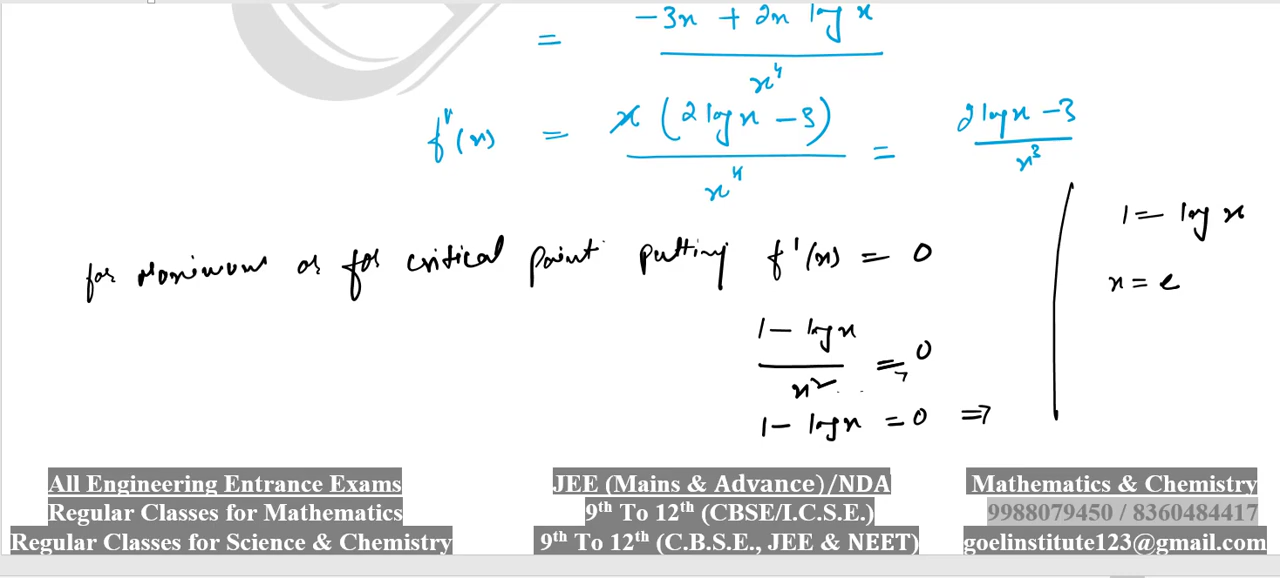 = -3x + 2x log x / x⁴
f''(x) = x (2 log x - 3) / x⁴ = 2 log x - 3 / x³
for Maximum or for critical point putting f'(x) = 0
1 - log x / x² = 0
1 - log x = 0 ⇒
1 = log x
x = e
All Engineering Entrance Exams
Regular Classes for Mathematics
Regular Classes for Science & Chemistry
JEE (Mains & Advance)/NDA
9th To 12th (CBSE/I.C.S.E.)
9th To 12th (C.B.S.E., JEE & NEET)
Mathematics & Chemistry
9988079450 / 8360484417
goelinstitute123@gmail.com